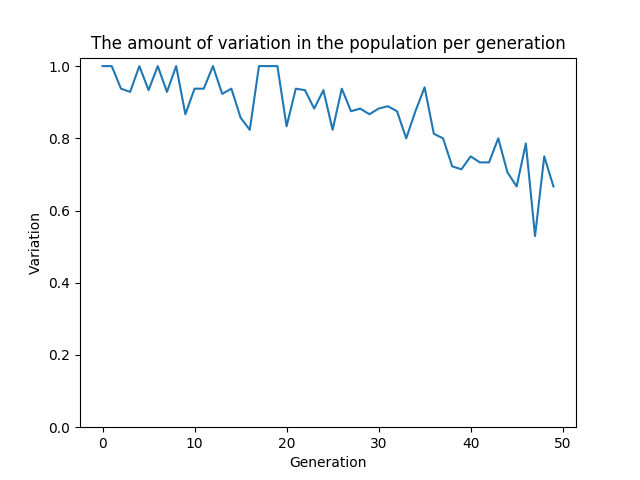 The amount of variation in the population per generation
1.0
0.8
0.6
0.4
0.2
0.0
Variation
0 10 20 30 40 50
Generation